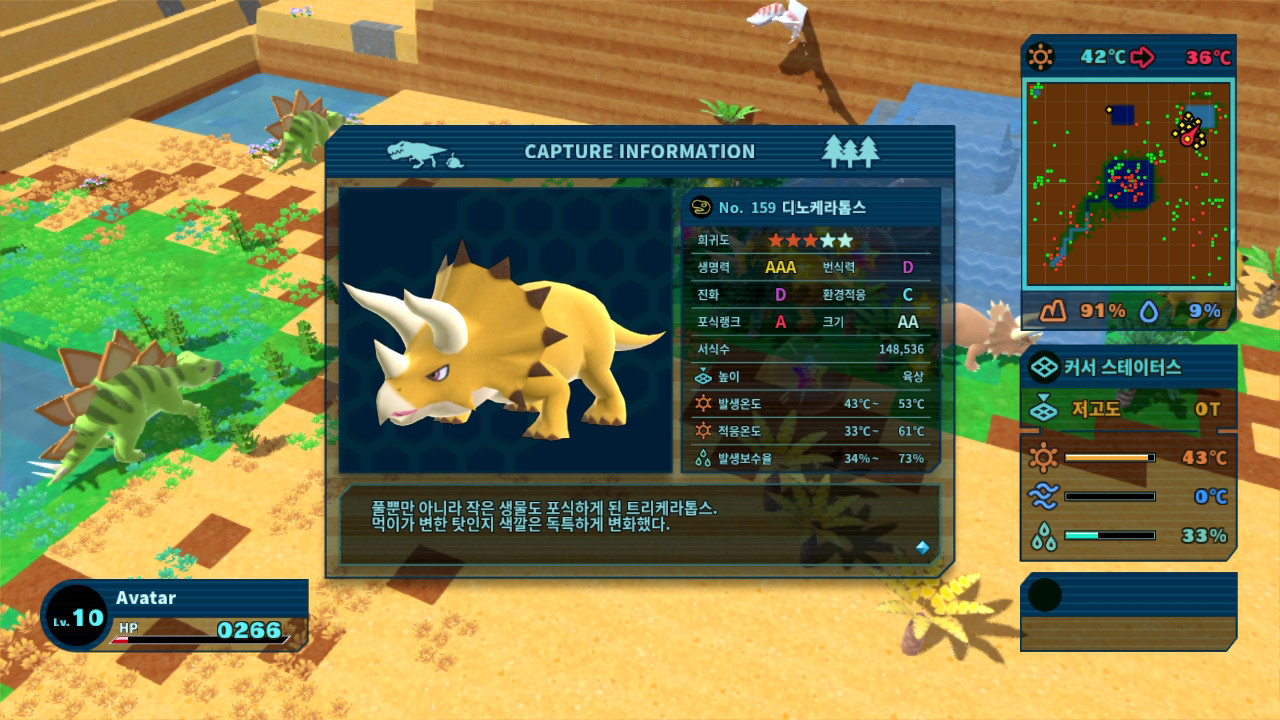 CAPTURE INFORMATION
No. 159 디노케라톱스
희귀도 ★★★★★
생명력 AAA 번식력 D
진화 D 환경적응 C
포식랭크 A 크기 AA
서식수 148,536
높이 육상
발생온도 43℃~ 53℃
적응온도 33℃~ 61℃
발생보수율 34%~ 73%
풀뿐만 아니라 작은 생물도 포식하게 된 트리케라톱스.
먹이가 변한 탓인지 색깔은 독특하게 변화했다.
42℃ 36℃
91% 9%
커서 스테이터스
저고도 0T
43℃
0℃
33%
Avatar
Lv. 10
HP 0266